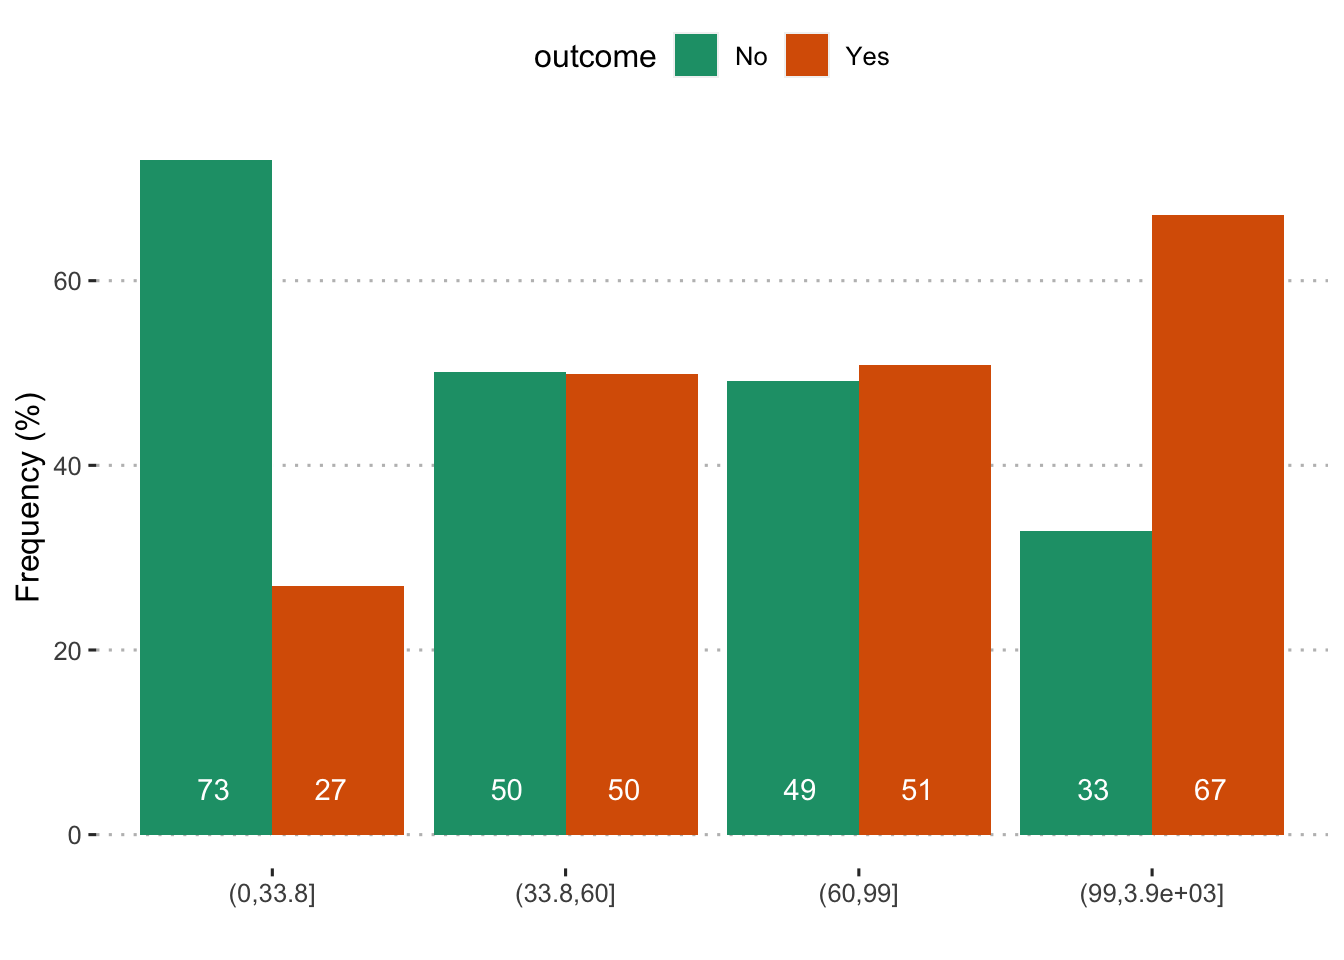 outcome No Yes
Frequency (%)
60
40
20
0
73 27 50 50 49 51 33 67
(0,33.8] (33.8,60] (60,99] (99,3.9e+03]